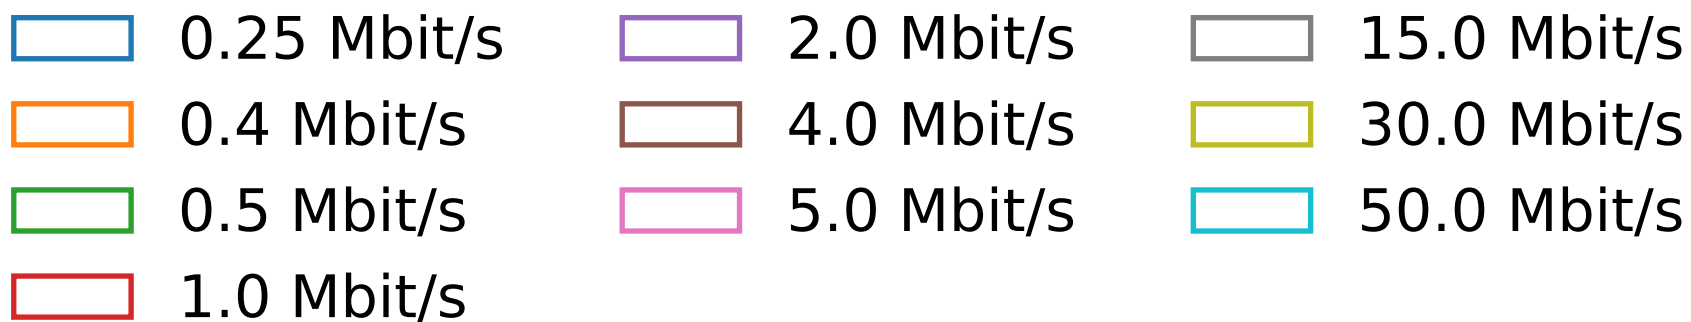 0.25 Mbit/s
0.4 Mbit/s
0.5 Mbit/s
1.0 Mbit/s
2.0 Mbit/s
4.0 Mbit/s
5.0 Mbit/s
15.0 Mbit/s
30.0 Mbit/s
50.0 Mbit/s